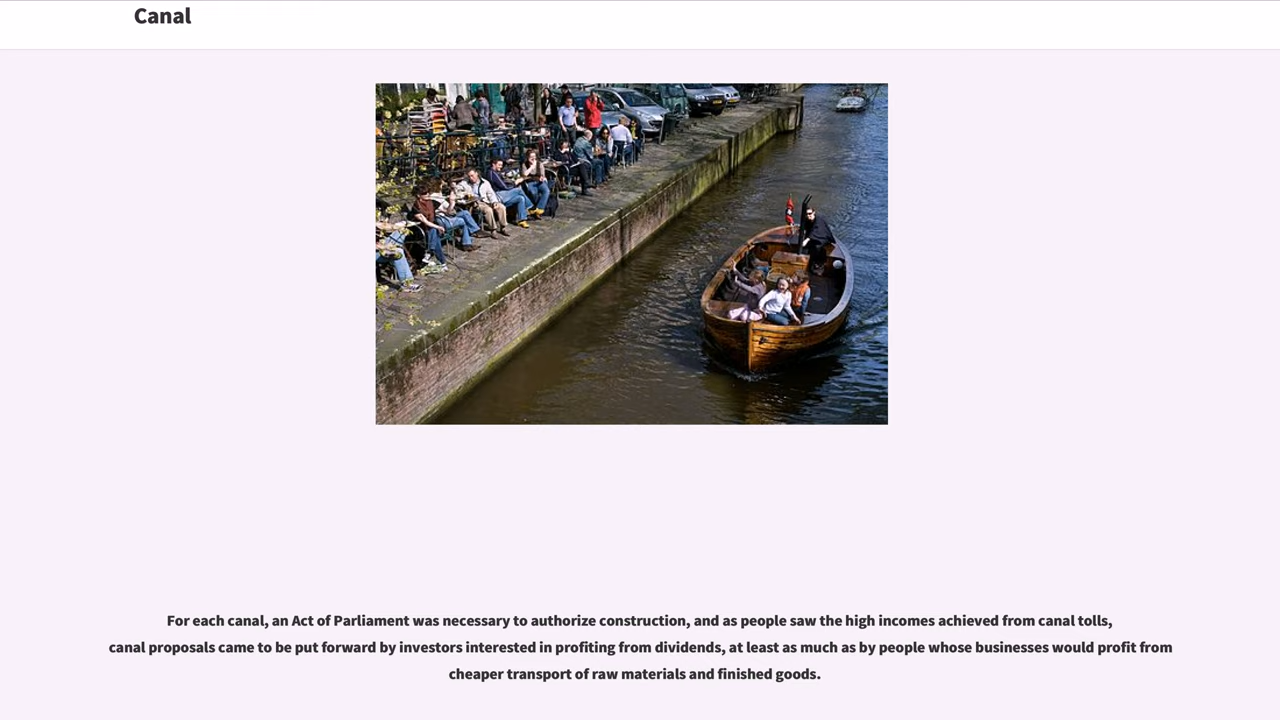 Canal
For each canal, an Act of Parliament was necessary to authorize construction, and as people saw the high incomes achieved from canal tolls,
canal proposals came to be put forward by investors interested in profiting from dividends, at least as much as by people whose businesses would profit from
cheaper transport of raw materials and finished goods.